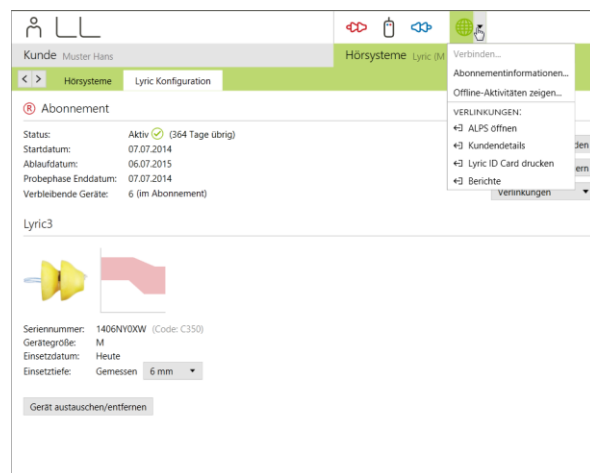 Kunde Muster Hans
Hörsysteme Lyric (M
Hörsysteme Lyric Konfiguration
Verbinden...
Abonnementinformationen...
Offline-Aktivitäten zeigen...
VERLINKUNGEN:
ALPS öffnen
Kundendetails
Lyric ID Card drucken
Berichte
R Abonnement
Status: Aktiv (364 Tage übrig)
Startdatum: 07.07.2014
Ablaufdatum: 06.07.2015
Probephase Enddatum: 07.07.2014
Verbleibende Geräte: 6 (im Abonnement)
den
ern
Verlinkungen
Lyric3
Seriennummer: 1406NY0XW (Code: C350)
Gerätegröße: M
Einsetzdatum: Heute
Einsetztiefe: Gemessen 6 mm
Gerät austauschen/entfernen